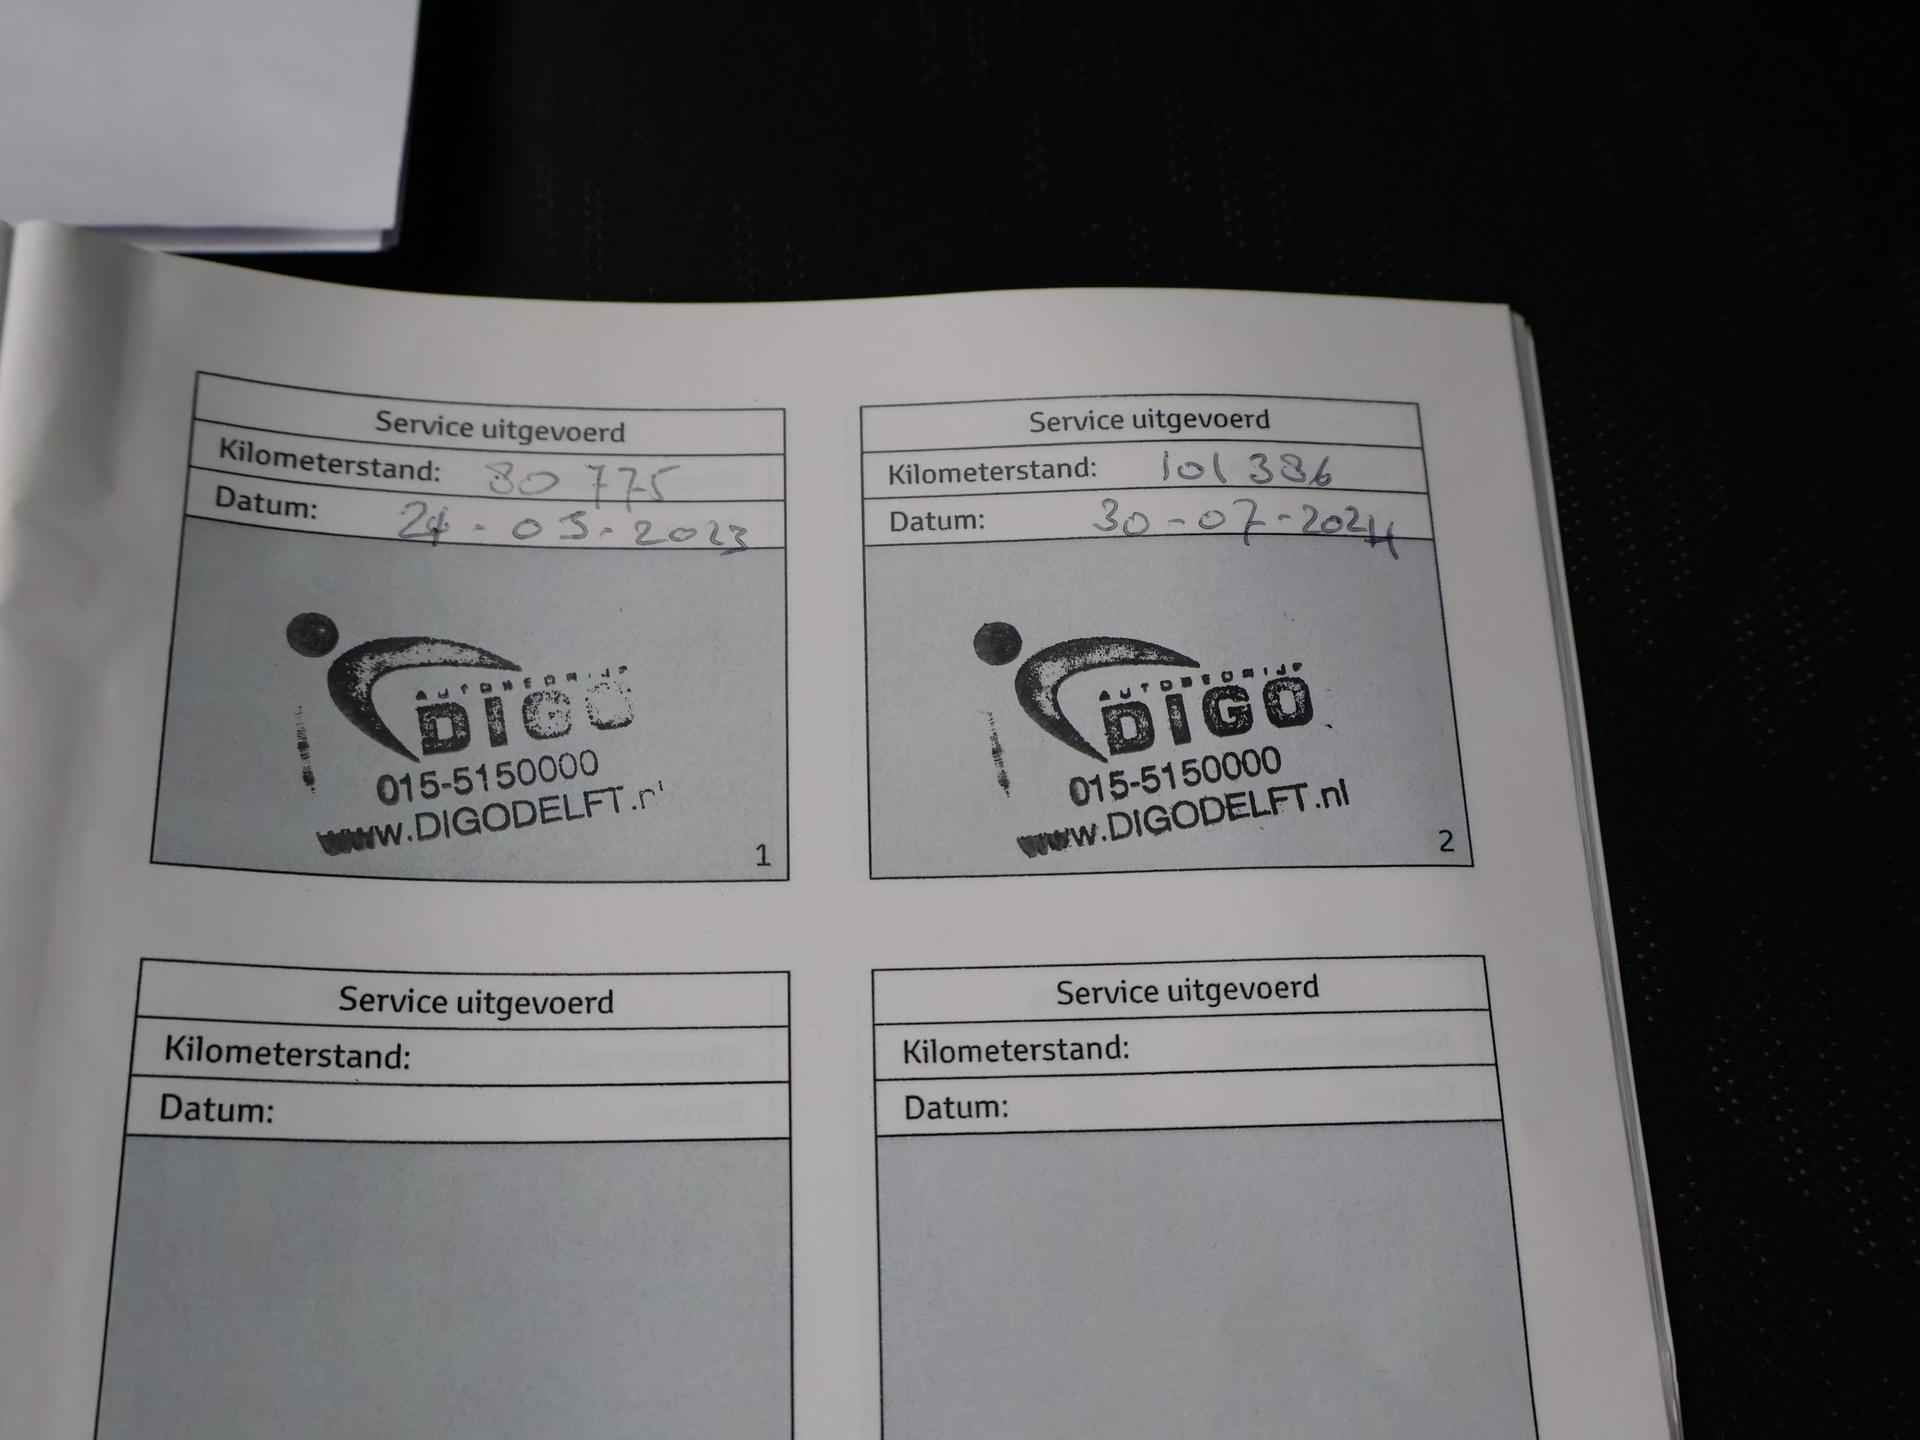 Service uitgevoerd
Kilometerstand: 80 775
Datum: 24-05-2023
AUTOBEDRIJF
DIGO
015-5150000
www.DIGODELFT.nl
1
Service uitgevoerd
Kilometerstand: 101 386
Datum: 30-07-2024
AUTOBEDRIJF
DIGO
015-5150000
www.DIGODELFT.nl
2
Service uitgevoerd
Kilometerstand:
Datum:
Service uitgevoerd
Kilometerstand:
Datum: